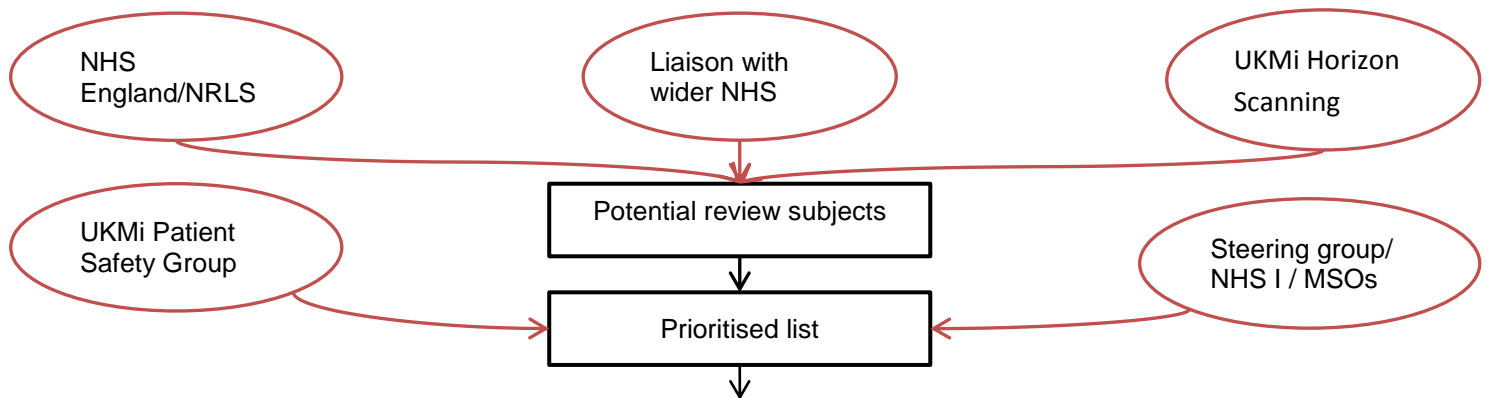 NHS
England/NRLS
Liaison with
wider NHS
UKMi Horizon
Scanning
Potential review subjects
UKMi Patient
Safety Group
Steering group/
NHS I / MSOs
Prioritised list